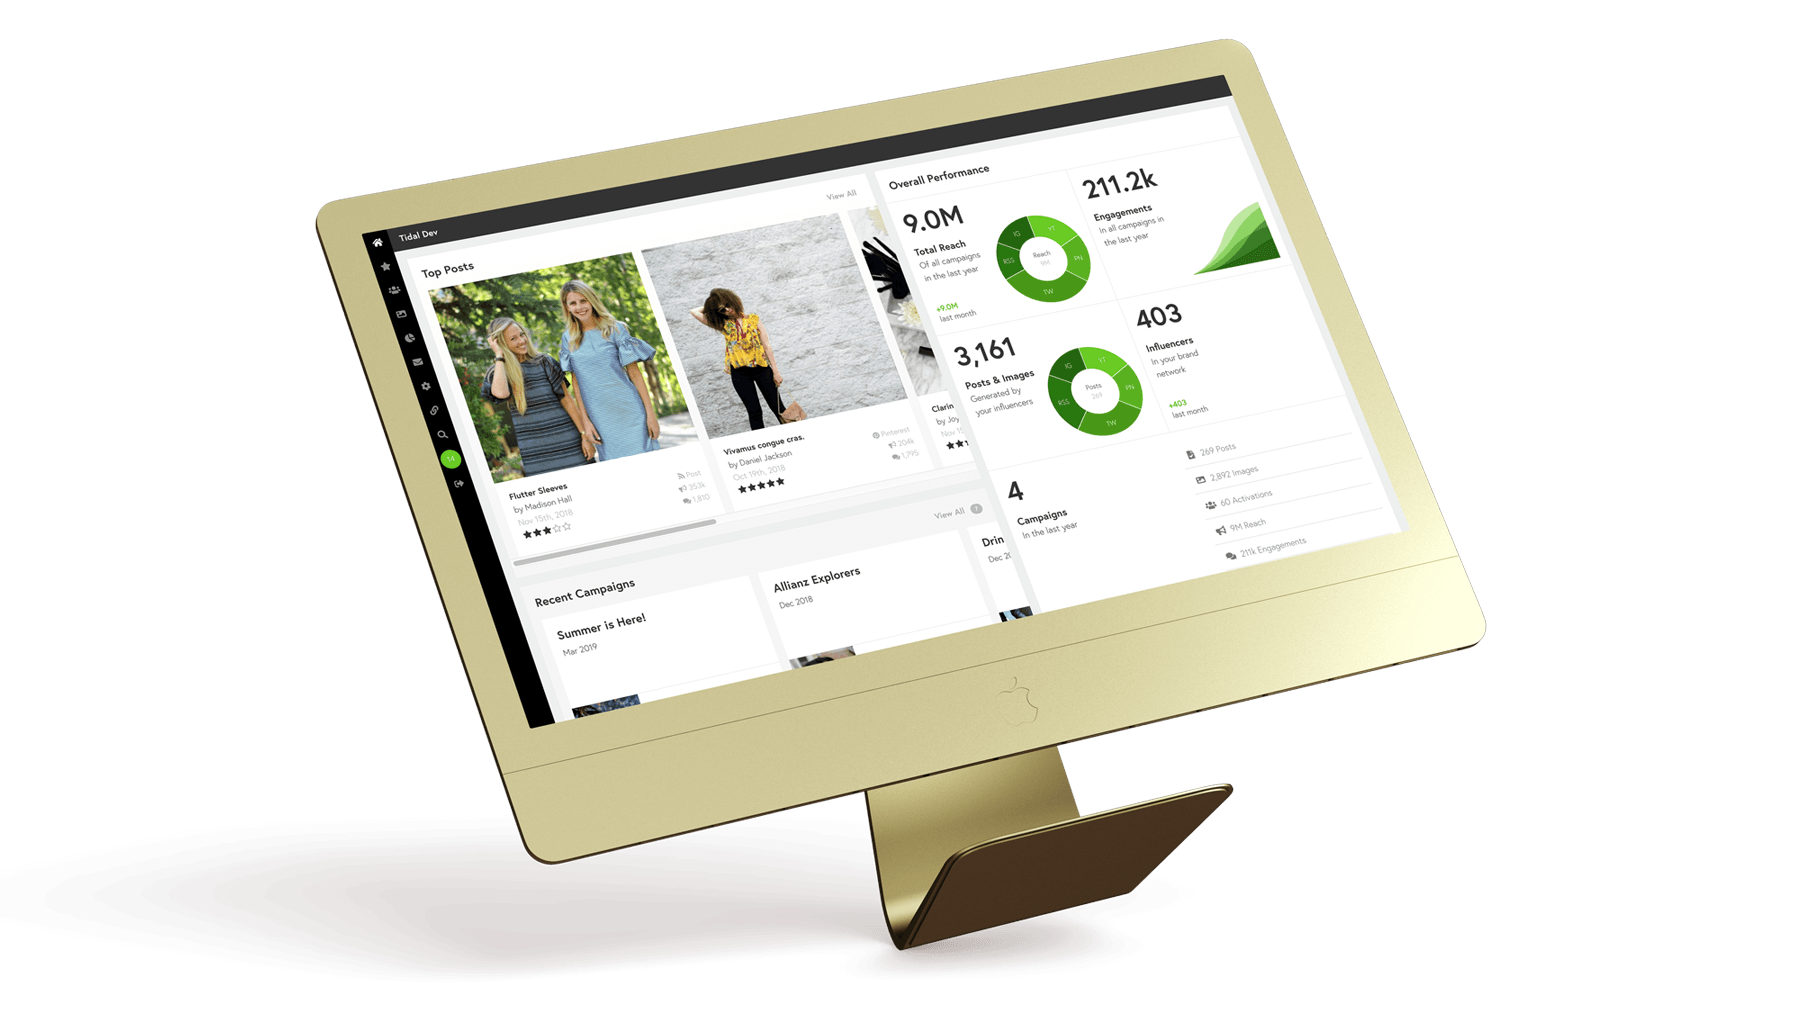 Tidal Dev
Top Posts
View All
Flutter Sleeves
by Madison Hall
Nov 15th, 2018
Post
353k
1,810
Vivamus congue cras.
by Daniel Jackson
Oct 19th, 2018
Pinterest
204k
1,795
Clarin
by Joy
Nov 15
14
Recent Campaigns
View All
?
Summer is Here!
Mar 2019
Allianz Explorers
Dec 2018
Drin
Dec 20
Overall Performance
9.0M
Total Reach
Of all campaigns
in the last year
+9.0M
last month
Reach
9M
IG
YT
PN
TW
RSS
211.2k
Engagements
In all campaigns in
the last year
3,161
Posts & Images
Generated by
your influencers
Posts
269
IG
YT
PN
TW
RSS
403
Influencers
In your brand
network
+403
last month
4
Campaigns
In the last year
269 Posts
2,892 Images
60 Activations
9M Reach
211k Engagements